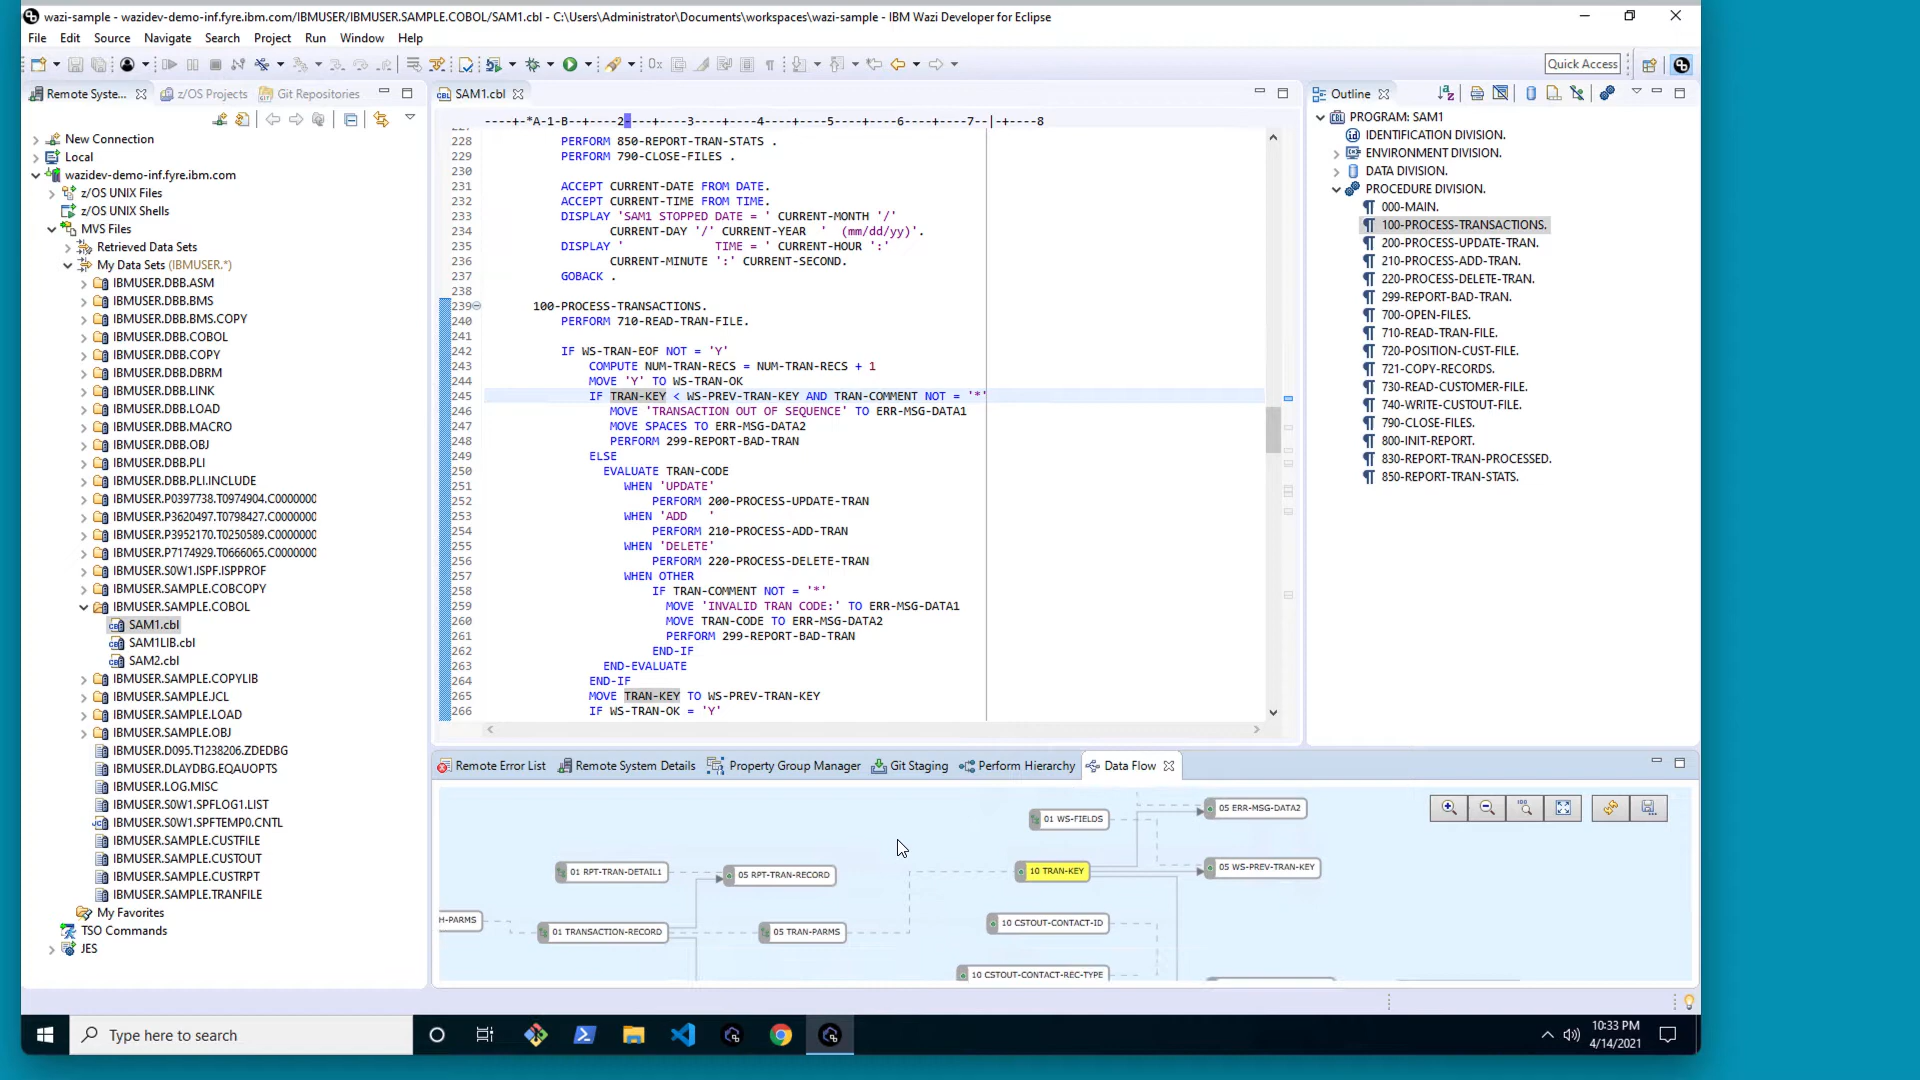 wazi-sample - wazidev-demo-inf.fyre.ibm.com/IBMUSER/IBMUSER.SAMPLE.COBOL/SAM1.cbl - C:\Users\Administrator\Documents\workspaces\wazi-sample - IBM Wazi Developer for Eclipse
File Edit Source Navigate Search Project Run Window Help
Quick Access
Remote Syste...
z/OS Projects
Git Repositories
New Connection
Local
wazidev-demo-inf.fyre.ibm.com
z/OS UNIX Files
z/OS UNIX Shells
MVS Files
Retrieved Data Sets
My Data Sets (IBMUSER.*)
IBMUSER.DBB.ASM
IBMUSER.DBB.BMS
IBMUSER.DBB.BMS.COPY
IBMUSER.DBB.COBOL
IBMUSER.DBB.COPY
IBMUSER.DBB.DBRM
IBMUSER.DBB.LINK
IBMUSER.DBB.LOAD
IBMUSER.DBB.MACRO
IBMUSER.DBB.OBJ
IBMUSER.DBB.PLI
IBMUSER.DBB.PLI.INCLUDE
IBMUSER.P0397738.T0974904.C0000000
IBMUSER.P3620497.T0798427.C0000000
IBMUSER.P3952170.T0250589.C0000000
IBMUSER.P7174929.T0666065.C0000000
IBMUSER.S0W1.ISPF.ISPPROF
IBMUSER.SAMPLE.COBCOPY
IBMUSER.SAMPLE.COBOL
SAM1.cbl
SAM1LIB.cbl
SAM2.cbl
IBMUSER.SAMPLE.COPYLIB
IBMUSER.SAMPLE.JCL
IBMUSER.SAMPLE.LOAD
IBMUSER.SAMPLE.OBJ
IBMUSER.D095.T1238206.ZDEDBG
IBMUSER.DLAYDBG.EQAUOPTS
IBMUSER.LOG.MISC
IBMUSER.S0W1.SPFLOG1.LIST
IBMUSER.S0W1.SPFTEMP0.CNTL
IBMUSER.SAMPLE.CUSTFILE
IBMUSER.SAMPLE.CUSTOUT
IBMUSER.SAMPLE.CUSTRPT
IBMUSER.SAMPLE.TRANFILE
My Favorites
TSO Commands
JES
SAM1.cbl
----+-*A-1-B--+----2----+----3----+----4----+----5----+----6----+----7--|-+----8
228 PERFORM 850-REPORT-TRAN-STATS .
229 PERFORM 790-CLOSE-FILES .
230
231 ACCEPT CURRENT-DATE FROM DATE.
232 ACCEPT CURRENT-TIME FROM TIME.
233 DISPLAY 'SAM1 STOPPED DATE = ' CURRENT-MONTH '/'
234 CURRENT-DAY '/' CURRENT-YEAR ' (mm/dd/yy)'.
235 DISPLAY ' TIME = ' CURRENT-HOUR ':'
236 CURRENT-MINUTE ':' CURRENT-SECOND.
237 GOBACK .
238
239 100-PROCESS-TRANSACTIONS.
240 PERFORM 710-READ-TRAN-FILE.
241
242 IF WS-TRAN-EOF NOT = 'Y'
243 COMPUTE NUM-TRAN-RECS = NUM-TRAN-RECS + 1
244 MOVE 'Y' TO WS-TRAN-OK
245 IF TRAN-KEY < WS-PREV-TRAN-KEY AND TRAN-COMMENT NOT = '*'
246 MOVE 'TRANSACTION OUT OF SEQUENCE' TO ERR-MSG-DATA1
247 MOVE SPACES TO ERR-MSG-DATA2
248 PERFORM 299-REPORT-BAD-TRAN
249 ELSE
250 EVALUATE TRAN-CODE
251 WHEN 'UPDATE'
252 PERFORM 200-PROCESS-UPDATE-TRAN
253 WHEN 'ADD   '
254 PERFORM 210-PROCESS-ADD-TRAN
255 WHEN 'DELETE'
256 PERFORM 220-PROCESS-DELETE-TRAN
257 WHEN OTHER
258 IF TRAN-COMMENT NOT = '*'
259 MOVE 'INVALID TRAN CODE:' TO ERR-MSG-DATA1
260 MOVE TRAN-CODE TO ERR-MSG-DATA2
261 PERFORM 299-REPORT-BAD-TRAN
262 END-IF
263 END-EVALUATE
264 END-IF
265 MOVE TRAN-KEY TO WS-PREV-TRAN-KEY
266 IF WS-TRAN-OK = 'Y'
Outline
PROGRAM: SAM1
IDENTIFICATION DIVISION.
ENVIRONMENT DIVISION.
DATA DIVISION.
PROCEDURE DIVISION.
000-MAIN.
100-PROCESS-TRANSACTIONS.
200-PROCESS-UPDATE-TRAN.
210-PROCESS-ADD-TRAN.
220-PROCESS-DELETE-TRAN.
299-REPORT-BAD-TRAN.
700-OPEN-FILES.
710-READ-TRAN-FILE.
720-POSITION-CUST-FILE.
721-COPY-RECORDS.
730-READ-CUSTOMER-FILE.
740-WRITE-CUSTOUT-FILE.
790-CLOSE-FILES.
800-INIT-REPORT.
830-REPORT-TRAN-PROCESSED.
850-REPORT-TRAN-STATS.
Remote Error List
Remote System Details
Property Group Manager
Git Staging
Perform Hierarchy
Data Flow
05 ERR-MSG-DATA2
01 WS-FIELDS
05 WS-PREV-TRAN-KEY
10 TRAN-KEY
01 RPT-TRAN-DETAIL1
05 RPT-TRAN-RECORD
H-PARMS
10 CSTOUT-CONTACT-ID
01 TRANSACTION-RECORD
05 TRAN-PARMS
10 CSTOUT-CONTACT-REC-TYPE
Type here to search
10:33 PM
4/14/2021